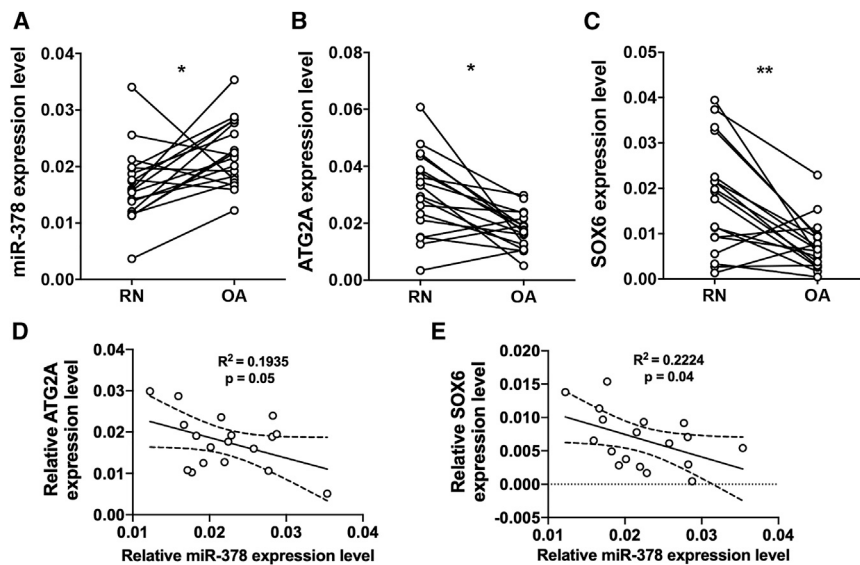 A
miR-378 expression level
0.04
0.03
0.02
0.01
0.00
*
RN
OA
B
ATG2A expression level
0.08
0.06
0.04
0.02
0.00
*
RN
OA
C
SOX6 expression level
0.05
0.04
0.03
0.02
0.01
0.00
**
RN
OA
D
Relative ATG2A
expression level
0.04
0.03
0.02
0.01
0.00
R² = 0.1935
p = 0.05
0.01
0.02
0.03
0.04
Relative miR-378 expression level
E
Relative SOX6
expression level
0.020
0.015
0.010
0.005
0.000
-0.005
R² = 0.2224
p = 0.04
0.01
0.02
0.03
0.04
Relative miR-378 expression level